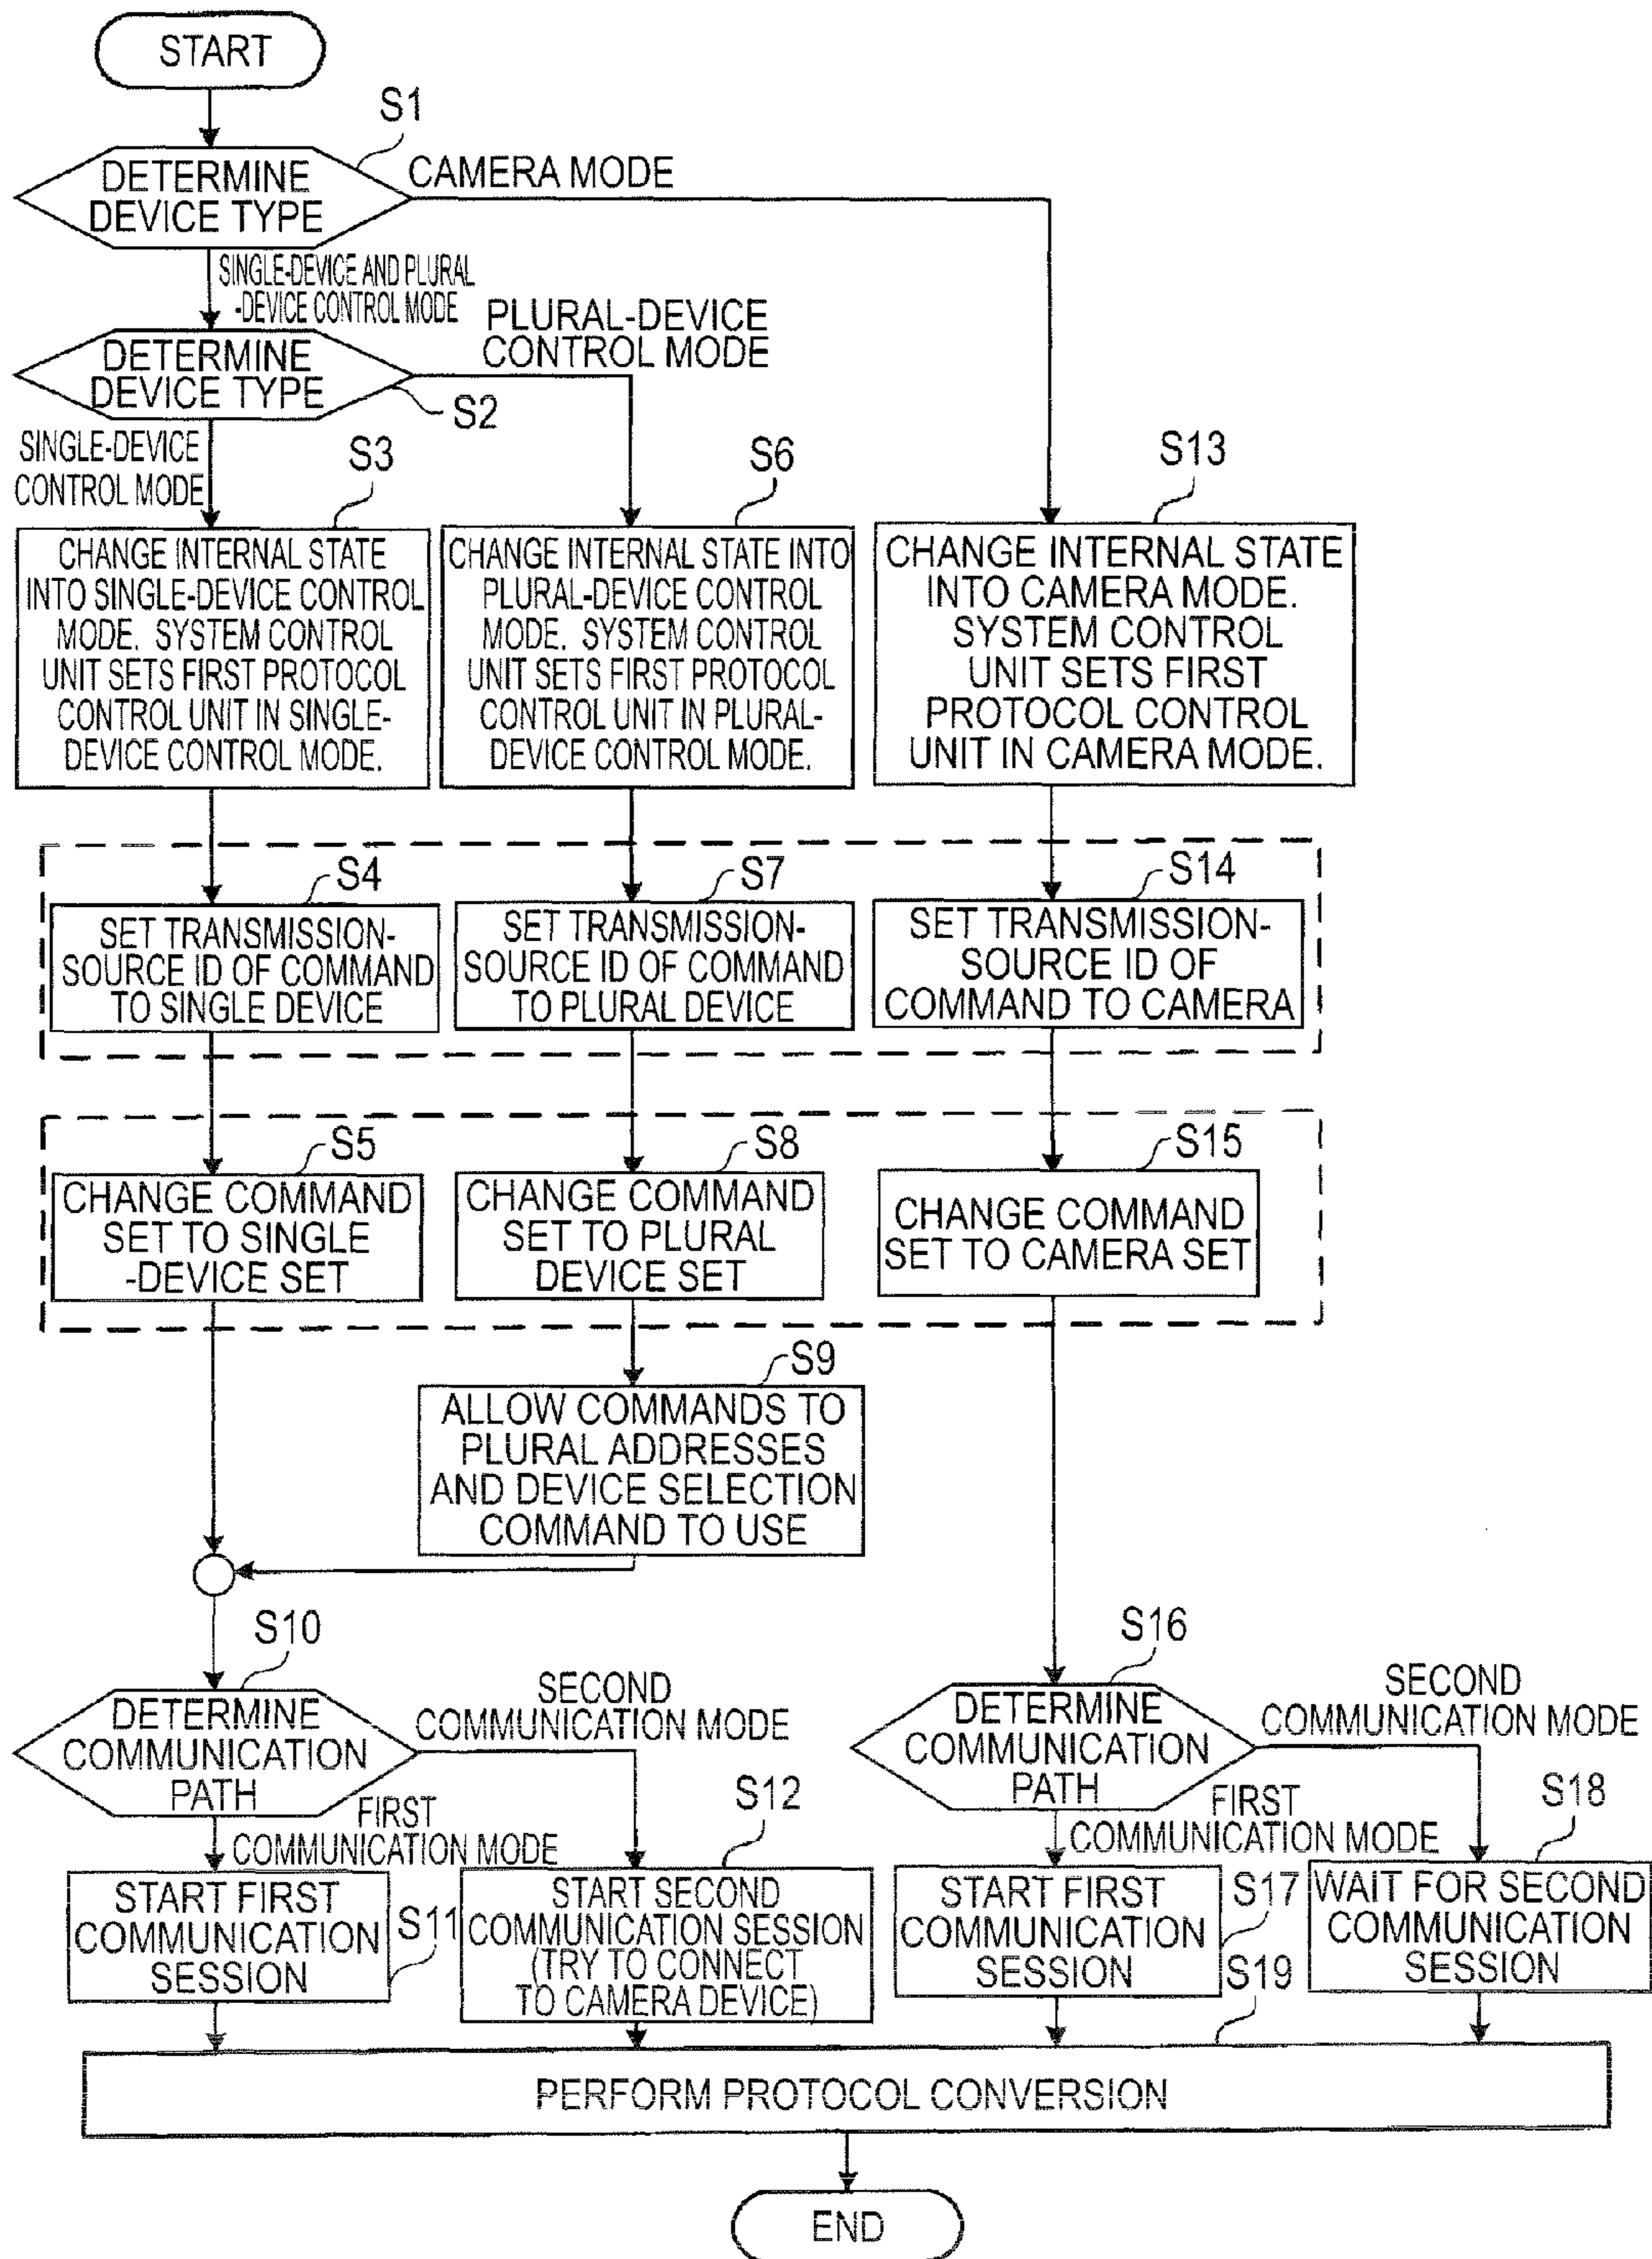 START
S1
DETERMINE
DEVICE TYPE
CAMERA MODE
SINGLE-DEVICE AND PLURAL
-DEVICE CONTROL MODE
PLURAL-DEVICE
CONTROL MODE
DETERMINE
DEVICE TYPE
S2
SINGLE-DEVICE
CONTROL MODE
S3
S6
S13
CHANGE INTERNAL STATE
INTO SINGLE-DEVICE CONTROL
MODE. SYSTEM CONTROL
UNIT SETS FIRST PROTOCOL
CONTROL UNIT IN SINGLE-
DEVICE CONTROL MODE.
CHANGE INTERNAL STATE INTO
PLURAL-DEVICE CONTROL
MODE. SYSTEM CONTROL
UNIT SETS FIRST PROTOCOL
CONTROL UNIT IN PLURAL-
DEVICE CONTROL MODE.
CHANGE INTERNAL STATE
INTO CAMERA MODE.
SYSTEM CONTROL
UNIT SETS FIRST
PROTOCOL CONTROL
UNIT IN CAMERA MODE.
S4
S7
S14
SET TRANSMISSION-
SOURCE ID OF COMMAND
TO SINGLE DEVICE
SET TRANSMISSION-
SOURCE ID OF COMMAND
TO PLURAL DEVICE
SET TRANSMISSION-
SOURCE ID OF
COMMAND TO CAMERA
S5
S8
S15
CHANGE COMMAND
SET TO SINGLE
-DEVICE SET
CHANGE COMMAND
SET TO PLURAL
DEVICE SET
CHANGE COMMAND
SET TO CAMERA SET
S9
ALLOW COMMANDS TO
PLURAL ADDRESSES
AND DEVICE SELECTION
COMMAND TO USE
S10
S16
DETERMINE
COMMUNICATION
PATH
SECOND
COMMUNICATION MODE
DETERMINE
COMMUNICATION
PATH
SECOND
COMMUNICATION MODE
FIRST
COMMUNICATION MODE
S12
FIRST
COMMUNICATION MODE
S18
START FIRST
COMMUNICATION
SESSION
S11
START SECOND
COMMUNICATION SESSION
(TRY TO CONNECT
TO CAMERA DEVICE)
START FIRST
COMMUNICATION
SESSION
S17
WAIT FOR SECOND
COMMUNICATION
SESSION
S19
PERFORM PROTOCOL CONVERSION
END